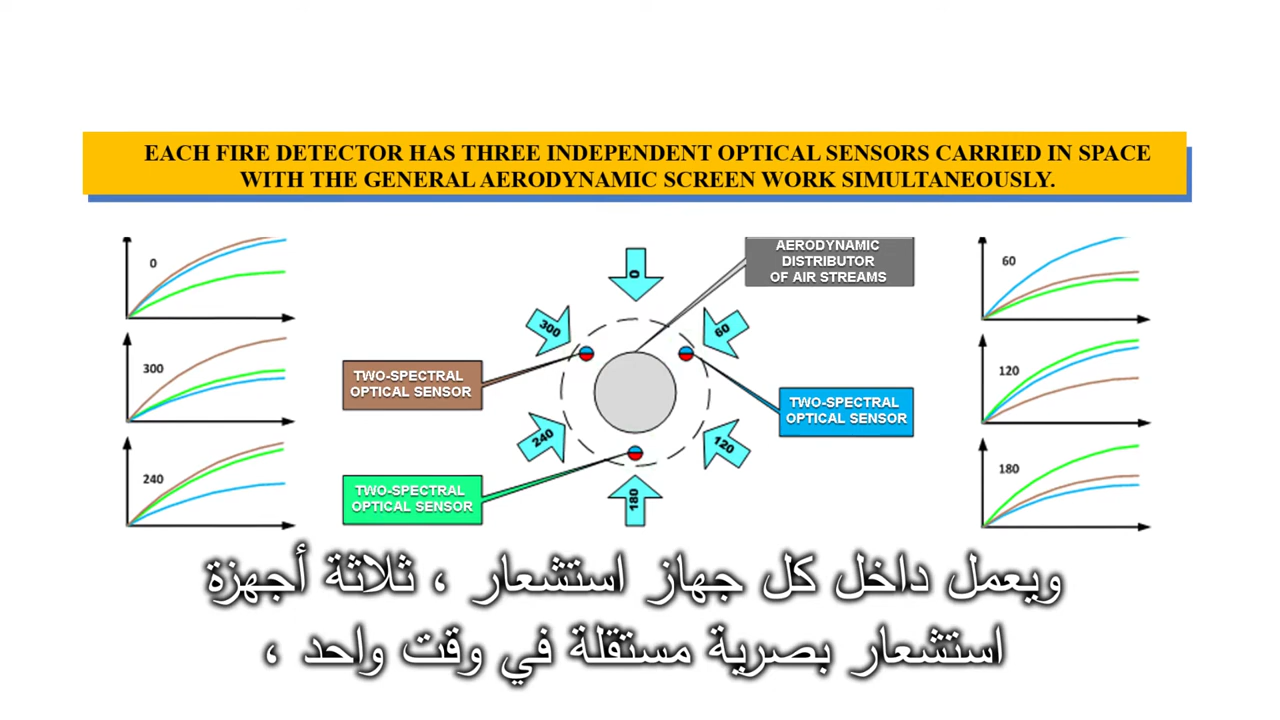 EACH FIRE DETECTOR HAS THREE INDEPENDENT OPTICAL SENSORS CARRIED IN SPACE
WITH THE GENERAL AERODYNAMIC SCREEN WORK SIMULTANEOUSLY.
0
300
240
AERODYNAMIC
DISTRIBUTOR
OF AIR STREAMS
0
300
60
TWO-SPECTRAL
OPTICAL SENSOR
TWO-SPECTRAL
OPTICAL SENSOR
240
120
TWO-SPECTRAL
OPTICAL SENSOR
180
60
120
180
ويعمل داخل كل جهاز استشعار ، ثلاثة أجهزة
استشعار بصرية مستقلة في وقت واحد ،